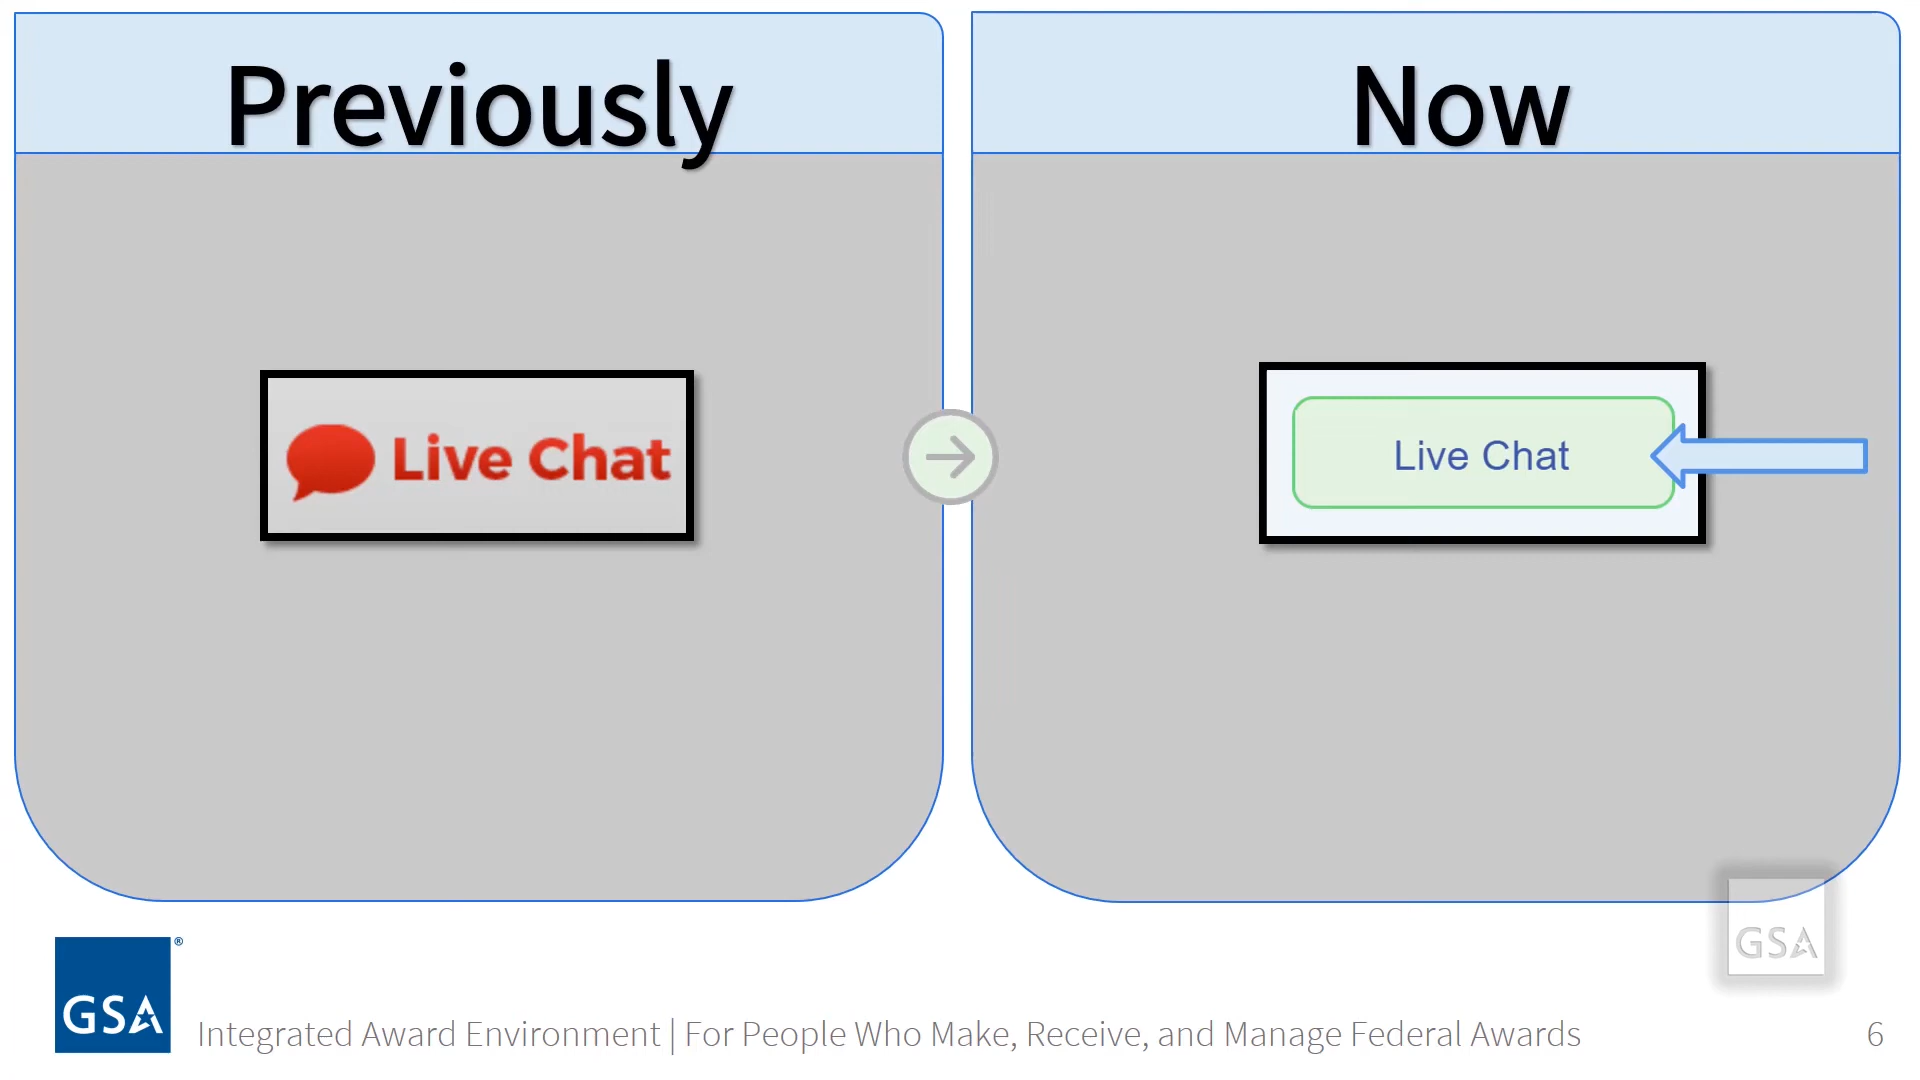 Previously
Now
Live Chat
Live Chat
GSA
GSA®
Integrated Award Environment | For People Who Make, Receive, and Manage Federal Awards
6